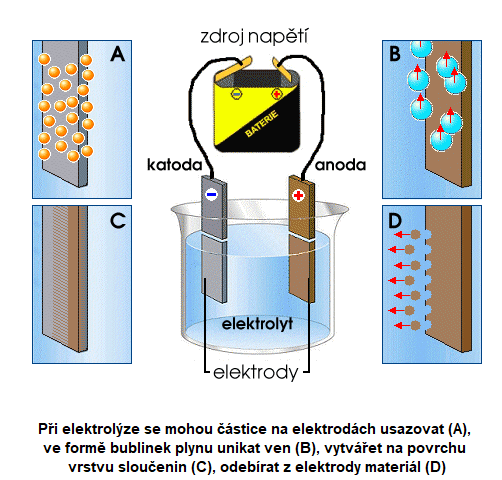 zdroj napětí
A
B
BATERIE
katoda
anoda
C
D
elektrolyt
elektrody
Při elektrolýze se mohou částice na elektrodách usazovat (A),
ve formě bublinek plynu unikat ven (B), vytvářet na povrchu
vrstvu sloučenin (C), odebírat z elektrody materiál (D)